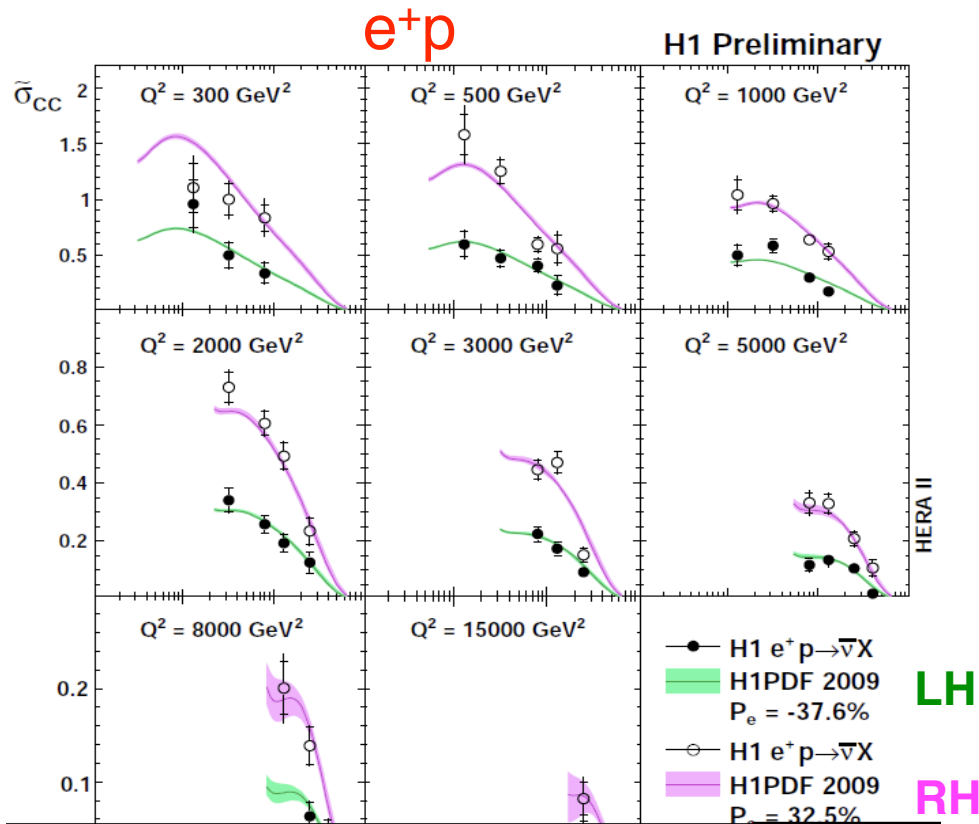 e⁺p
H1 Preliminary
σ̃CC
2
1.5
1
0.5
Q² = 300 GeV²
Q² = 500 GeV²
Q² = 1000 GeV²
0.8
0.6
0.4
0.2
Q² = 2000 GeV²
Q² = 3000 GeV²
Q² = 5000 GeV²
HERA II
0.2
0.1
Q² = 8000 GeV²
Q² = 15000 GeV²
H1 e⁺p→ν̄X
H1PDF 2009
Pₑ = -37.6%
LH
H1 e⁺p→ν̄X
H1PDF 2009
Pₑ = 32.5%
RH